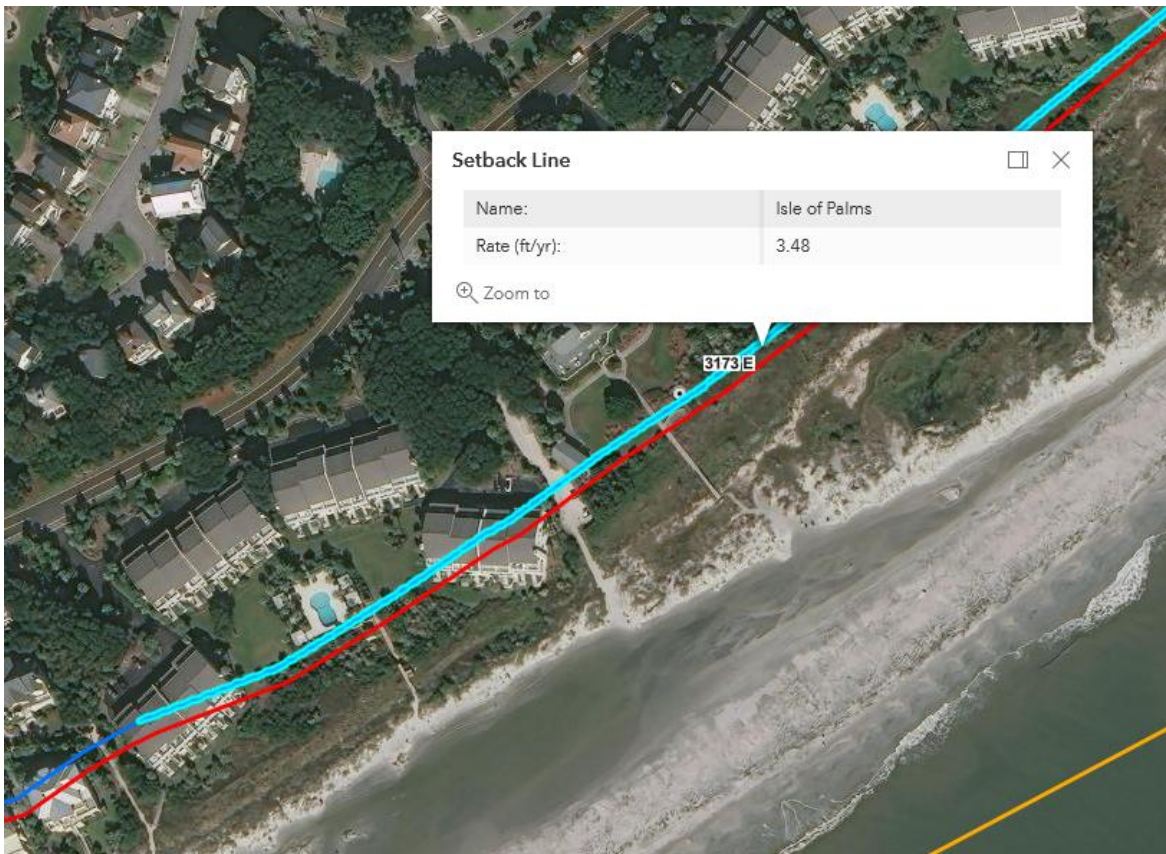 Setback Line
Name: Isle of Palms
Rate (ft/yr): 3.48
Zoom to
3173 E